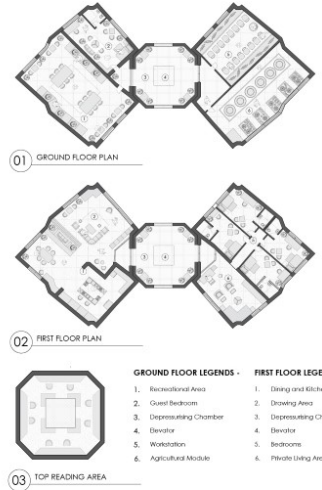 01 GROUND FLOOR PLAN
02 FIRST FLOOR PLAN
GROUND FLOOR LEGENDS -
1. Recreational Area
2. Guest Bedroom
3. Depressurising Chamber
4. Elevator
5. Workstation
6. Agricultural Module
FIRST FLOOR LEGE
1. Dining and Kitche
2. Drawing Area
3. Depressurising Ch
4. Elevator
5. Bedrooms
6. Private Living Are
03 TOP READING AREA